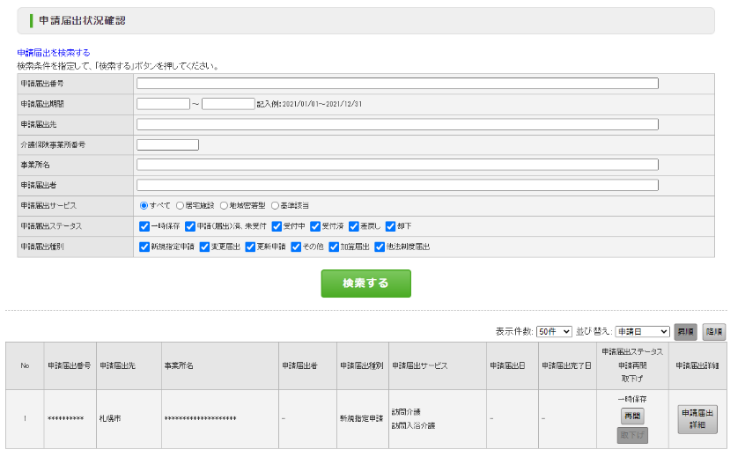 申請届出状況確認
申請届出を検索する
検索条件を指定して、「検索する」ボタンを押してください。
申請届出番号
申請届出期間 ～ 記入例:2021/01/01～2021/12/31
申請届出先
介護保険事業所番号
事業所名
申請届出者
申請届出サービス すべて 居宅施設 地域密着型 基準該当
申請届出ステータス 一時保存 申請(届出)済、未受付 受付中 受付済 差戻し 却下
申請届出種別 新規指定申請 変更届出 更新申請 その他 加算届出 他法制度届出
検索する
表示件数: 50件 並び替え: 申請日 昇順 降順
No 申請届出番号 申請届出先 事業所名 申請届出者 申請届出種別 申請届出サービス 申請届出日 申請届出完了日 申請届出ステータス 申請届出詳細
申請再開
取下げ
1 ********** 札幌市 ******************** - 新規指定申請 訪問介護 - - 一時保存 申請届出
訪問入浴介護 再開 詳細
取下げ